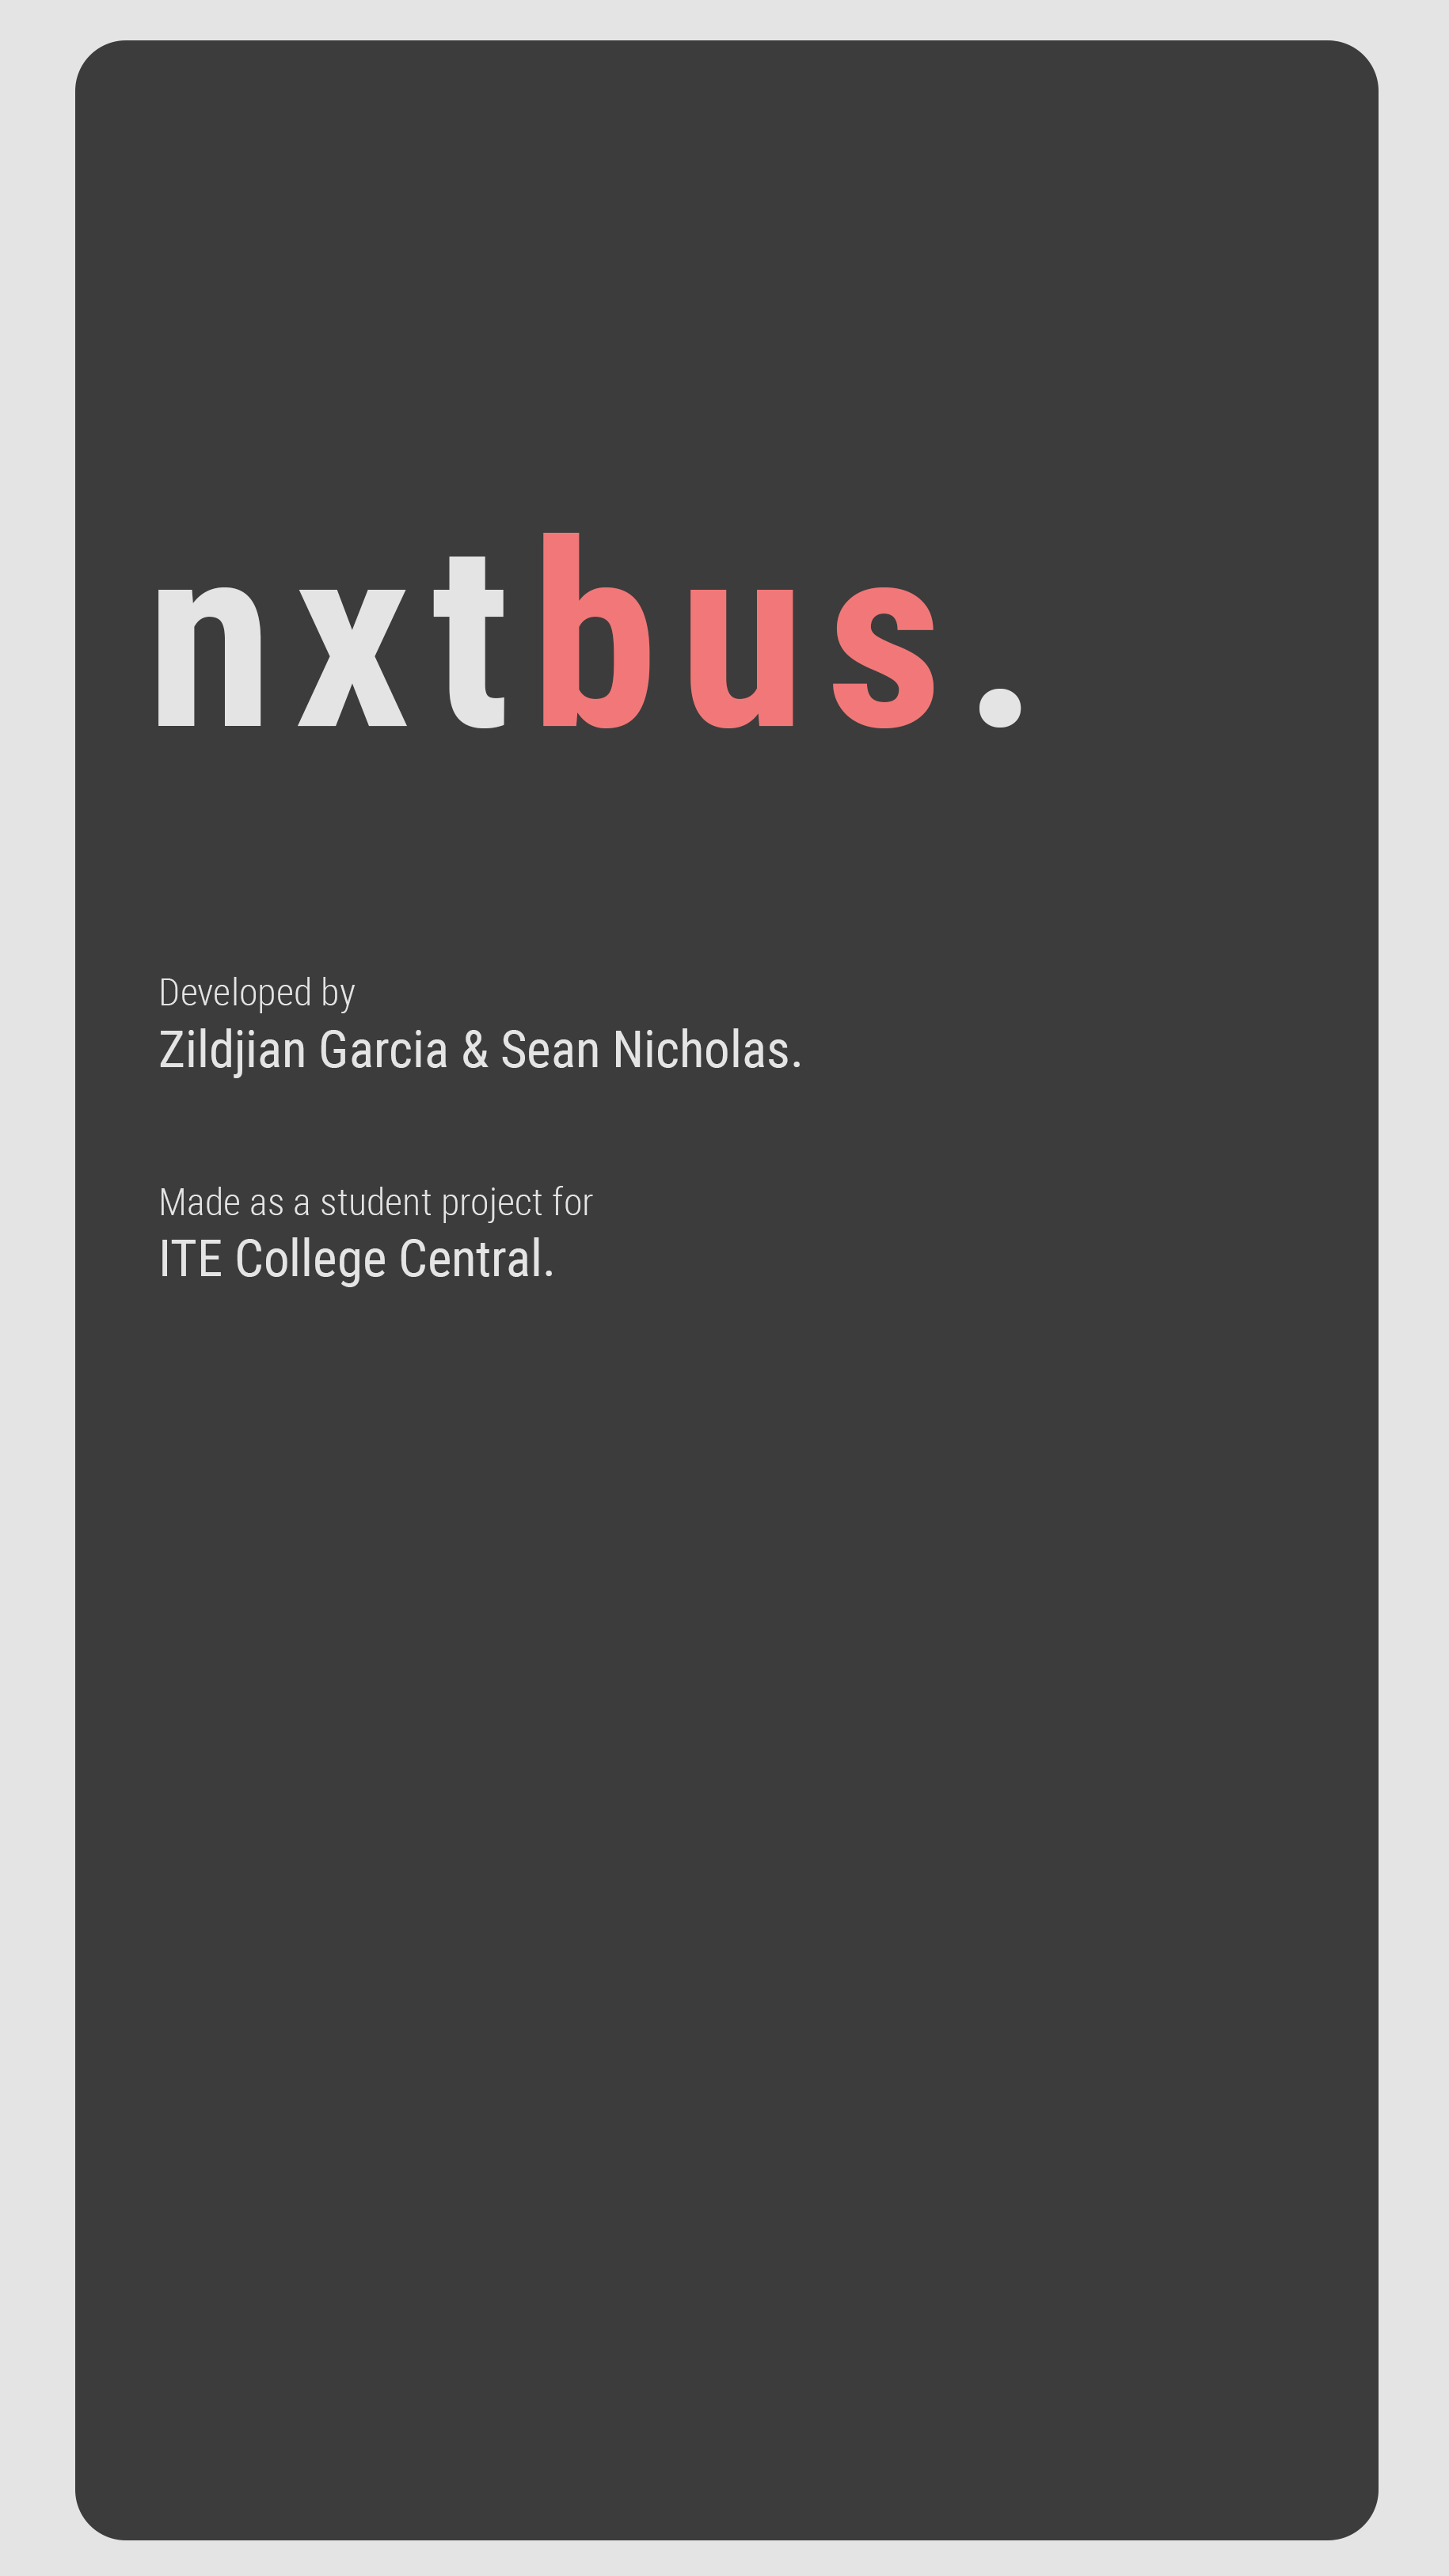 nxtbus.
Developed by
Zildjian Garcia & Sean Nicholas.
Made as a student project for
ITE College Central.